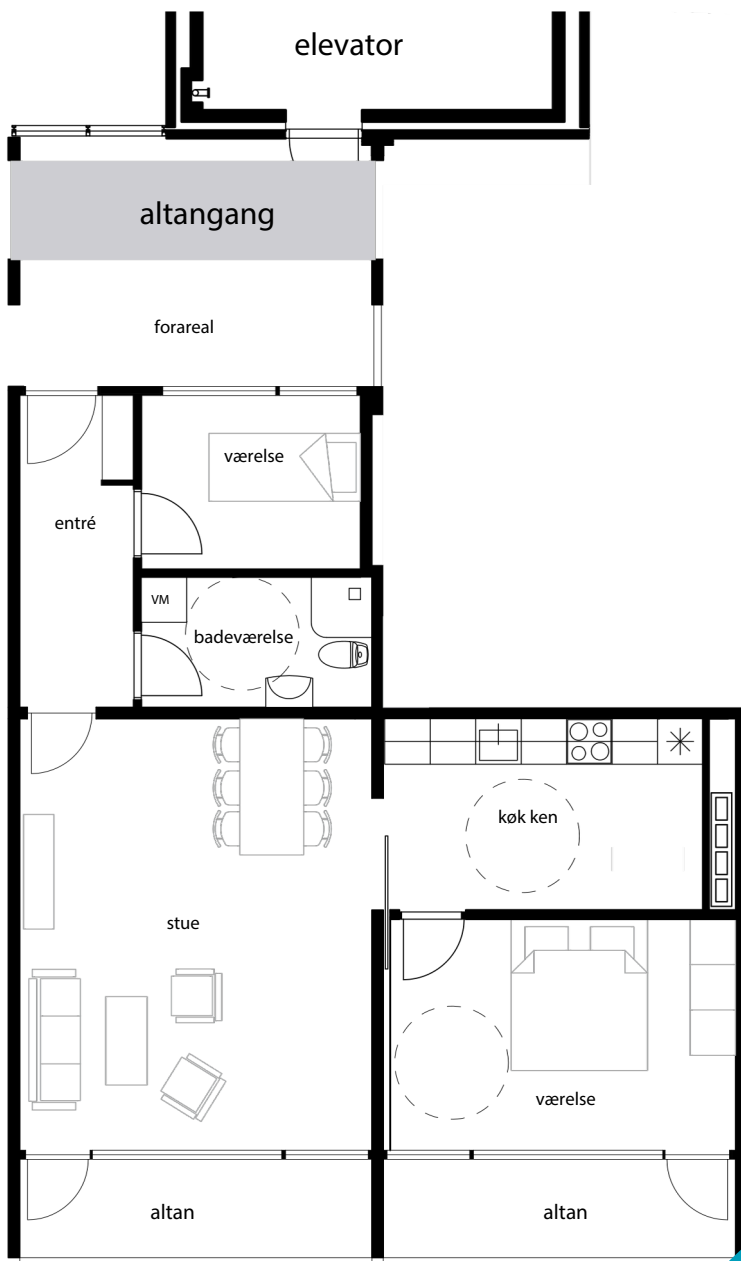 elevator
altangang
forareal
værelse
entré
VM
badeværelse
køk ken
stue
værelse
altan
altan